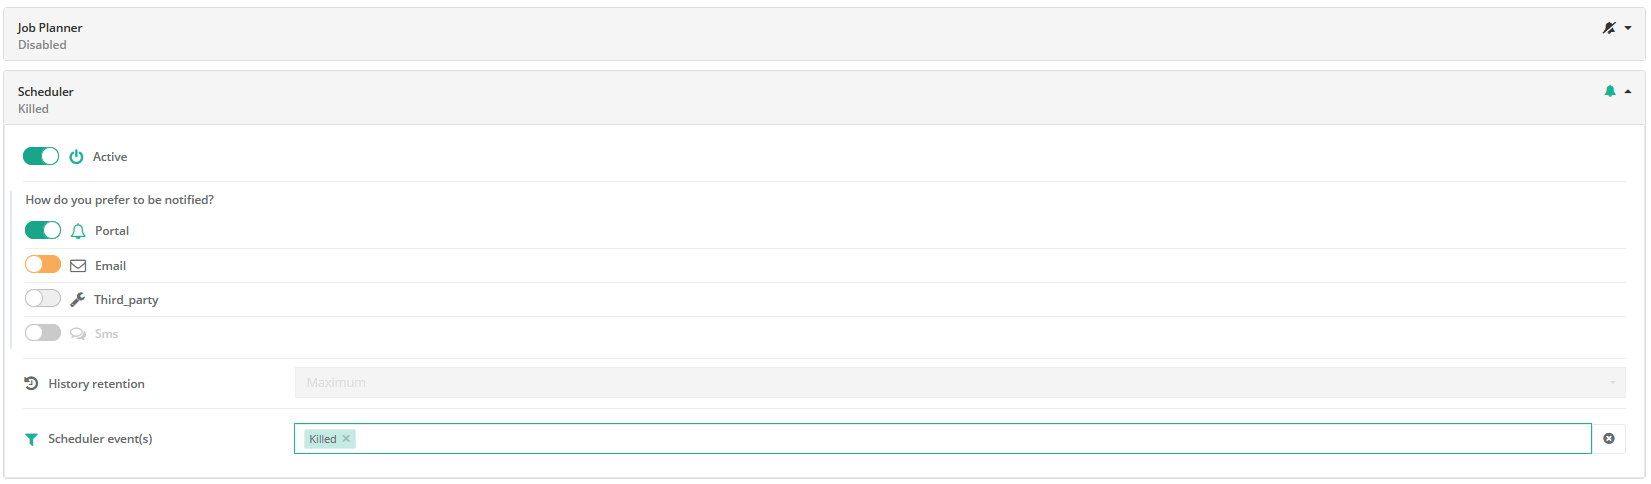 Job Planner
Disabled
Scheduler
Killed
Active
How do you prefer to be notified?
Portal
Email
Third_party
Sms
History retention
Maximum
Scheduler event(s)
Killed